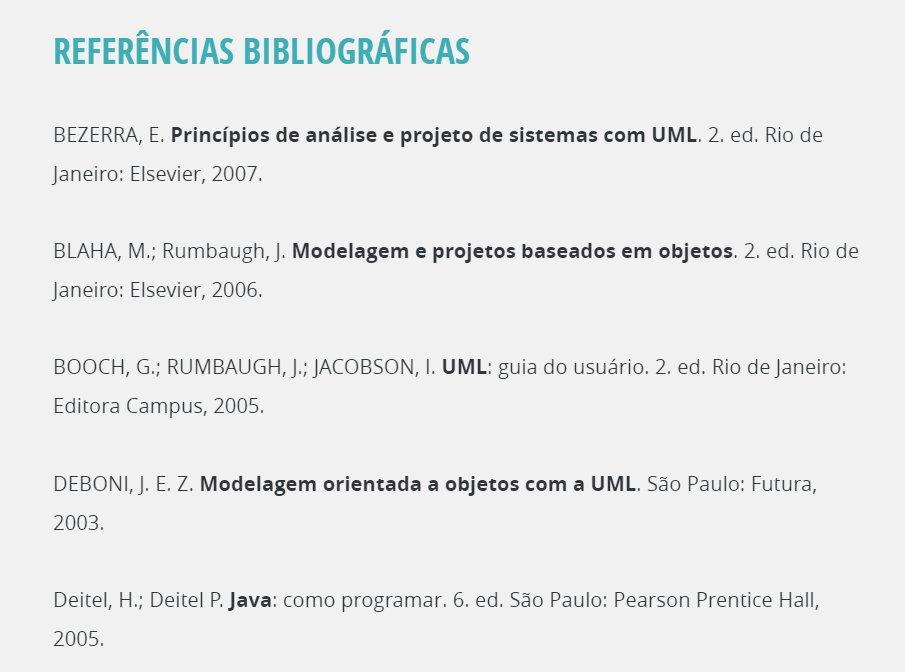 REFERÊNCIAS BIBLIOGRÁFICAS
BEZERRA, E. Princípios de análise e projeto de sistemas com UML. 2. ed. Rio de
Janeiro: Elsevier, 2007.
BLAHA, M.; Rumbaugh, J. Modelagem e projetos baseados em objetos. 2. ed. Rio de
Janeiro: Elsevier, 2006.
BOOCH, G.; RUMBAUGH, J.; JACOBSON, I. UML: guia do usuário. 2. ed. Rio de Janeiro:
Editora Campus, 2005.
DEBONI, J. E. Z. Modelagem orientada a objetos com a UML. São Paulo: Futura,
2003.
Deitel, H.; Deitel P. Java: como programar. 6. ed. São Paulo: Pearson Prentice Hall,
2005.